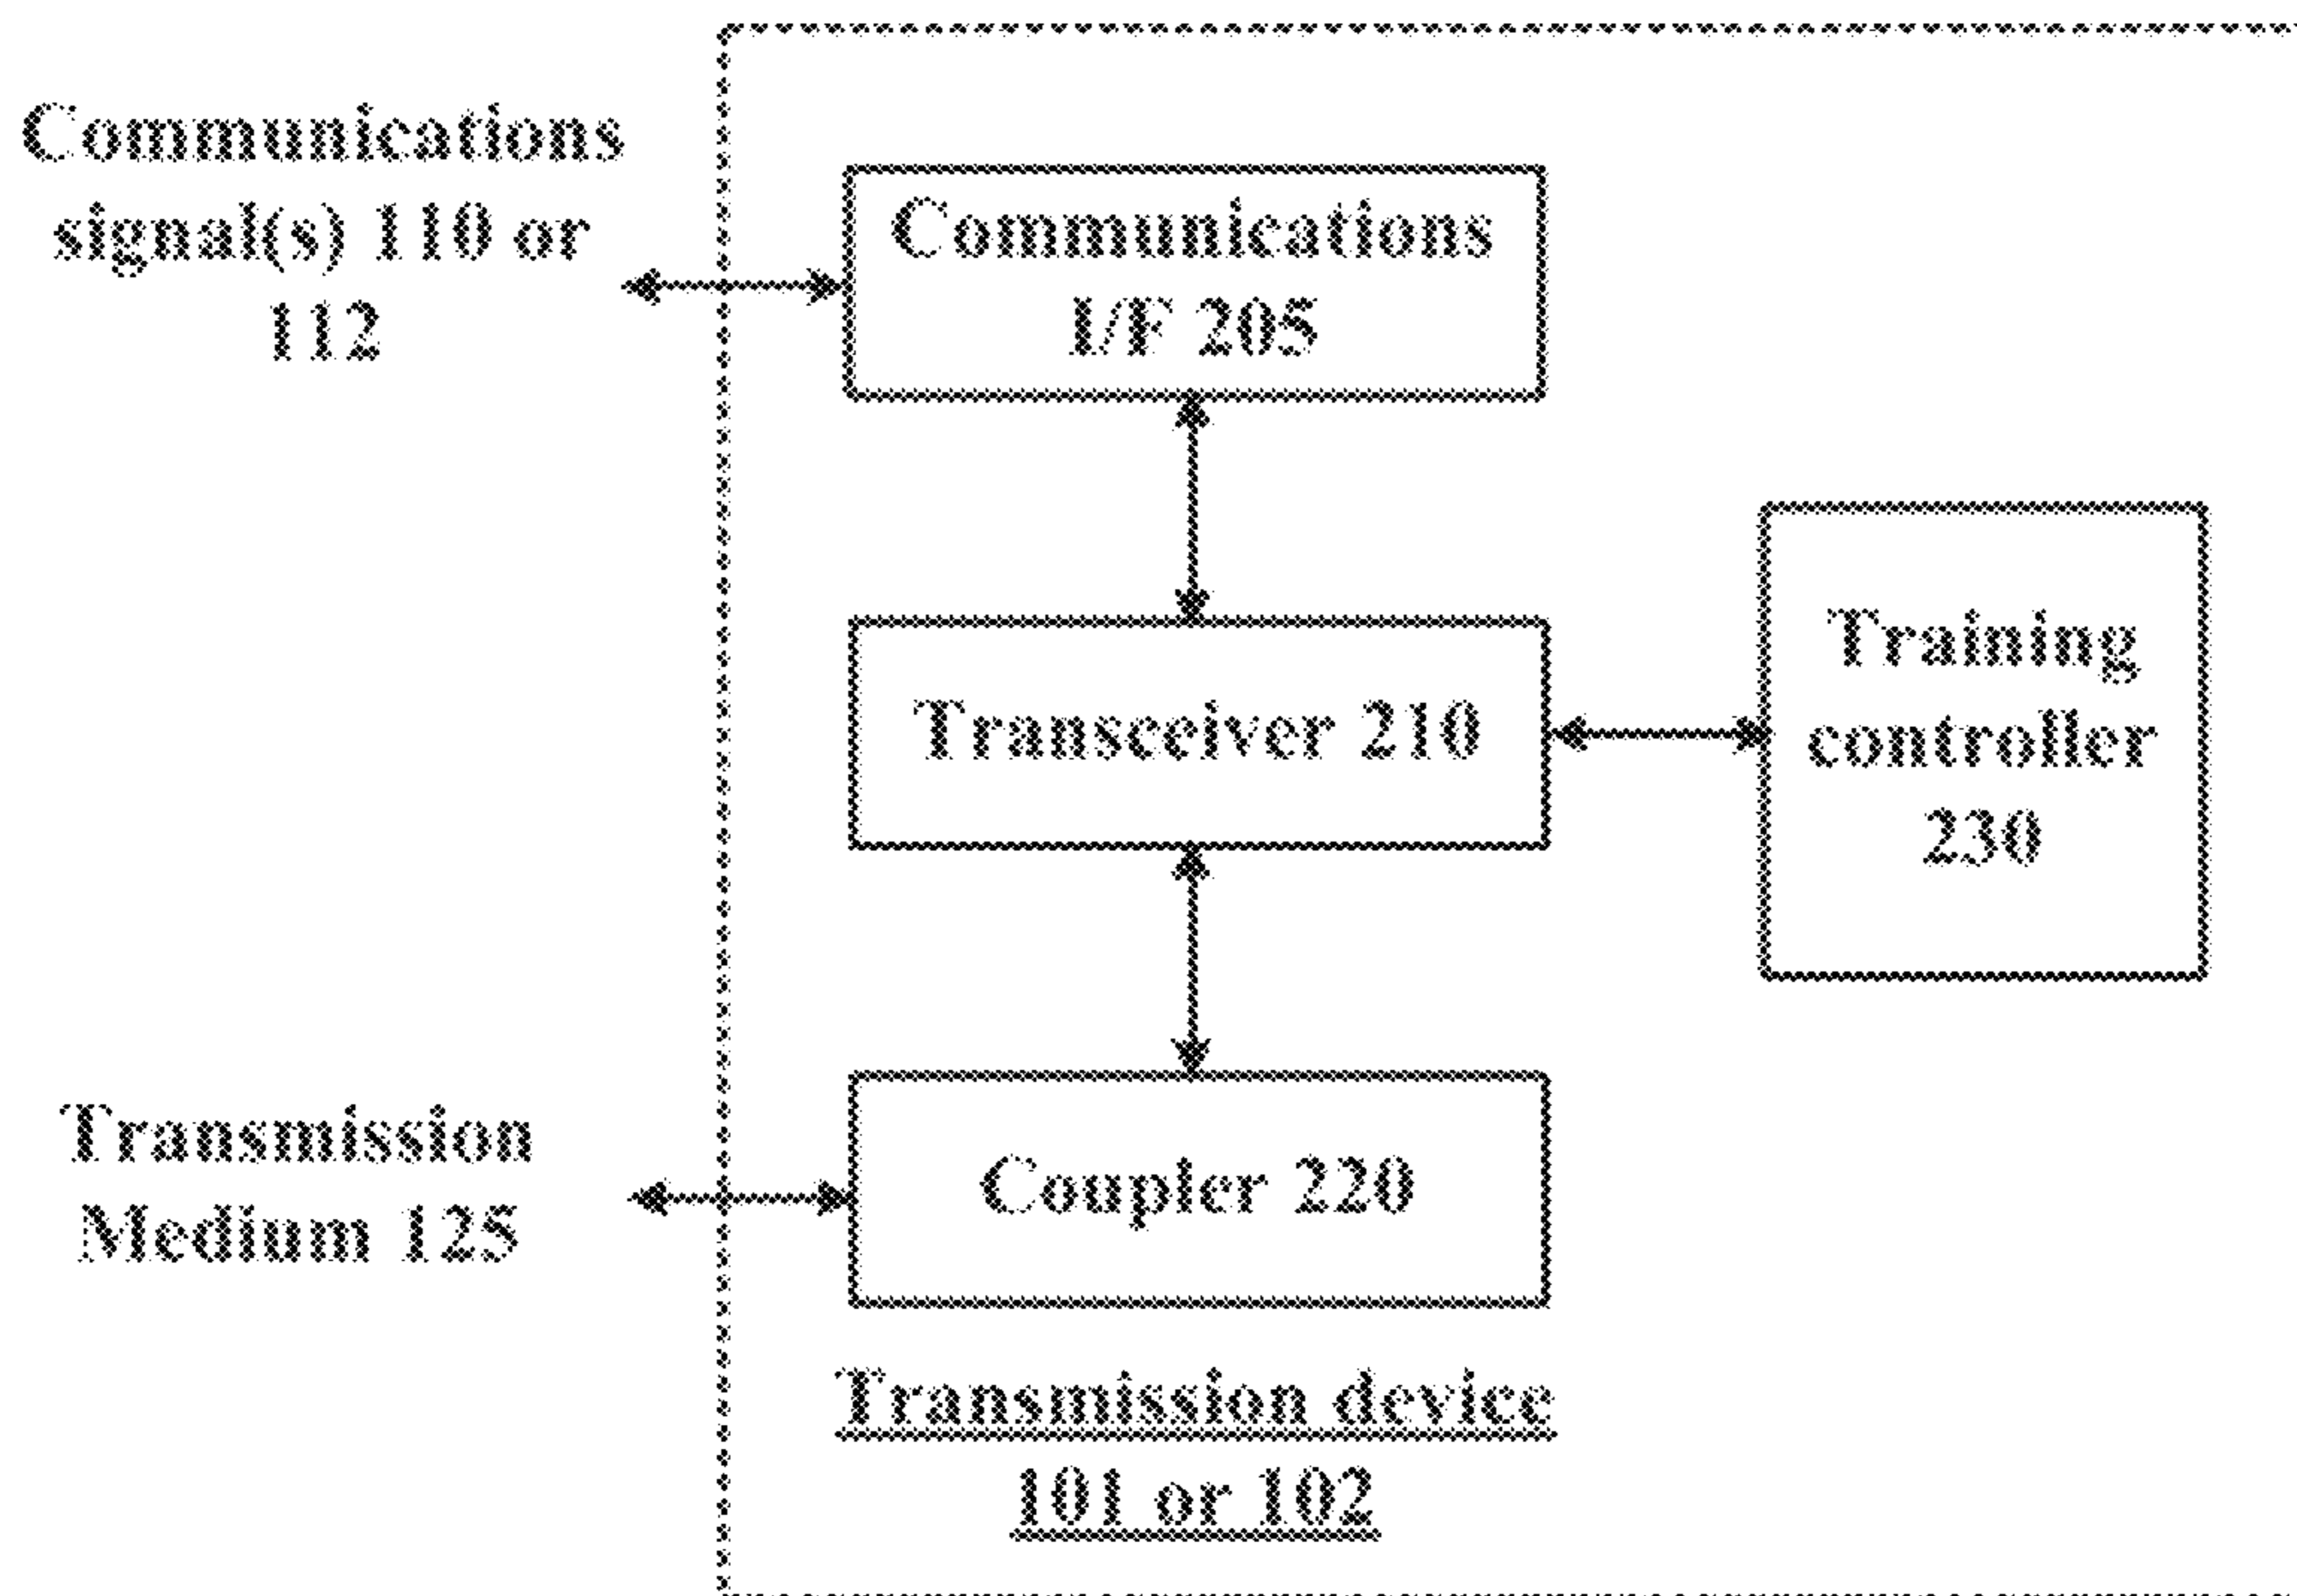 Communications
signal(s) 110 or
112
Communications
I/F 205
Transceiver 210
Training
controller
230
Transmission
Medium 125
Coupler 220
Transmission device
101 or 102